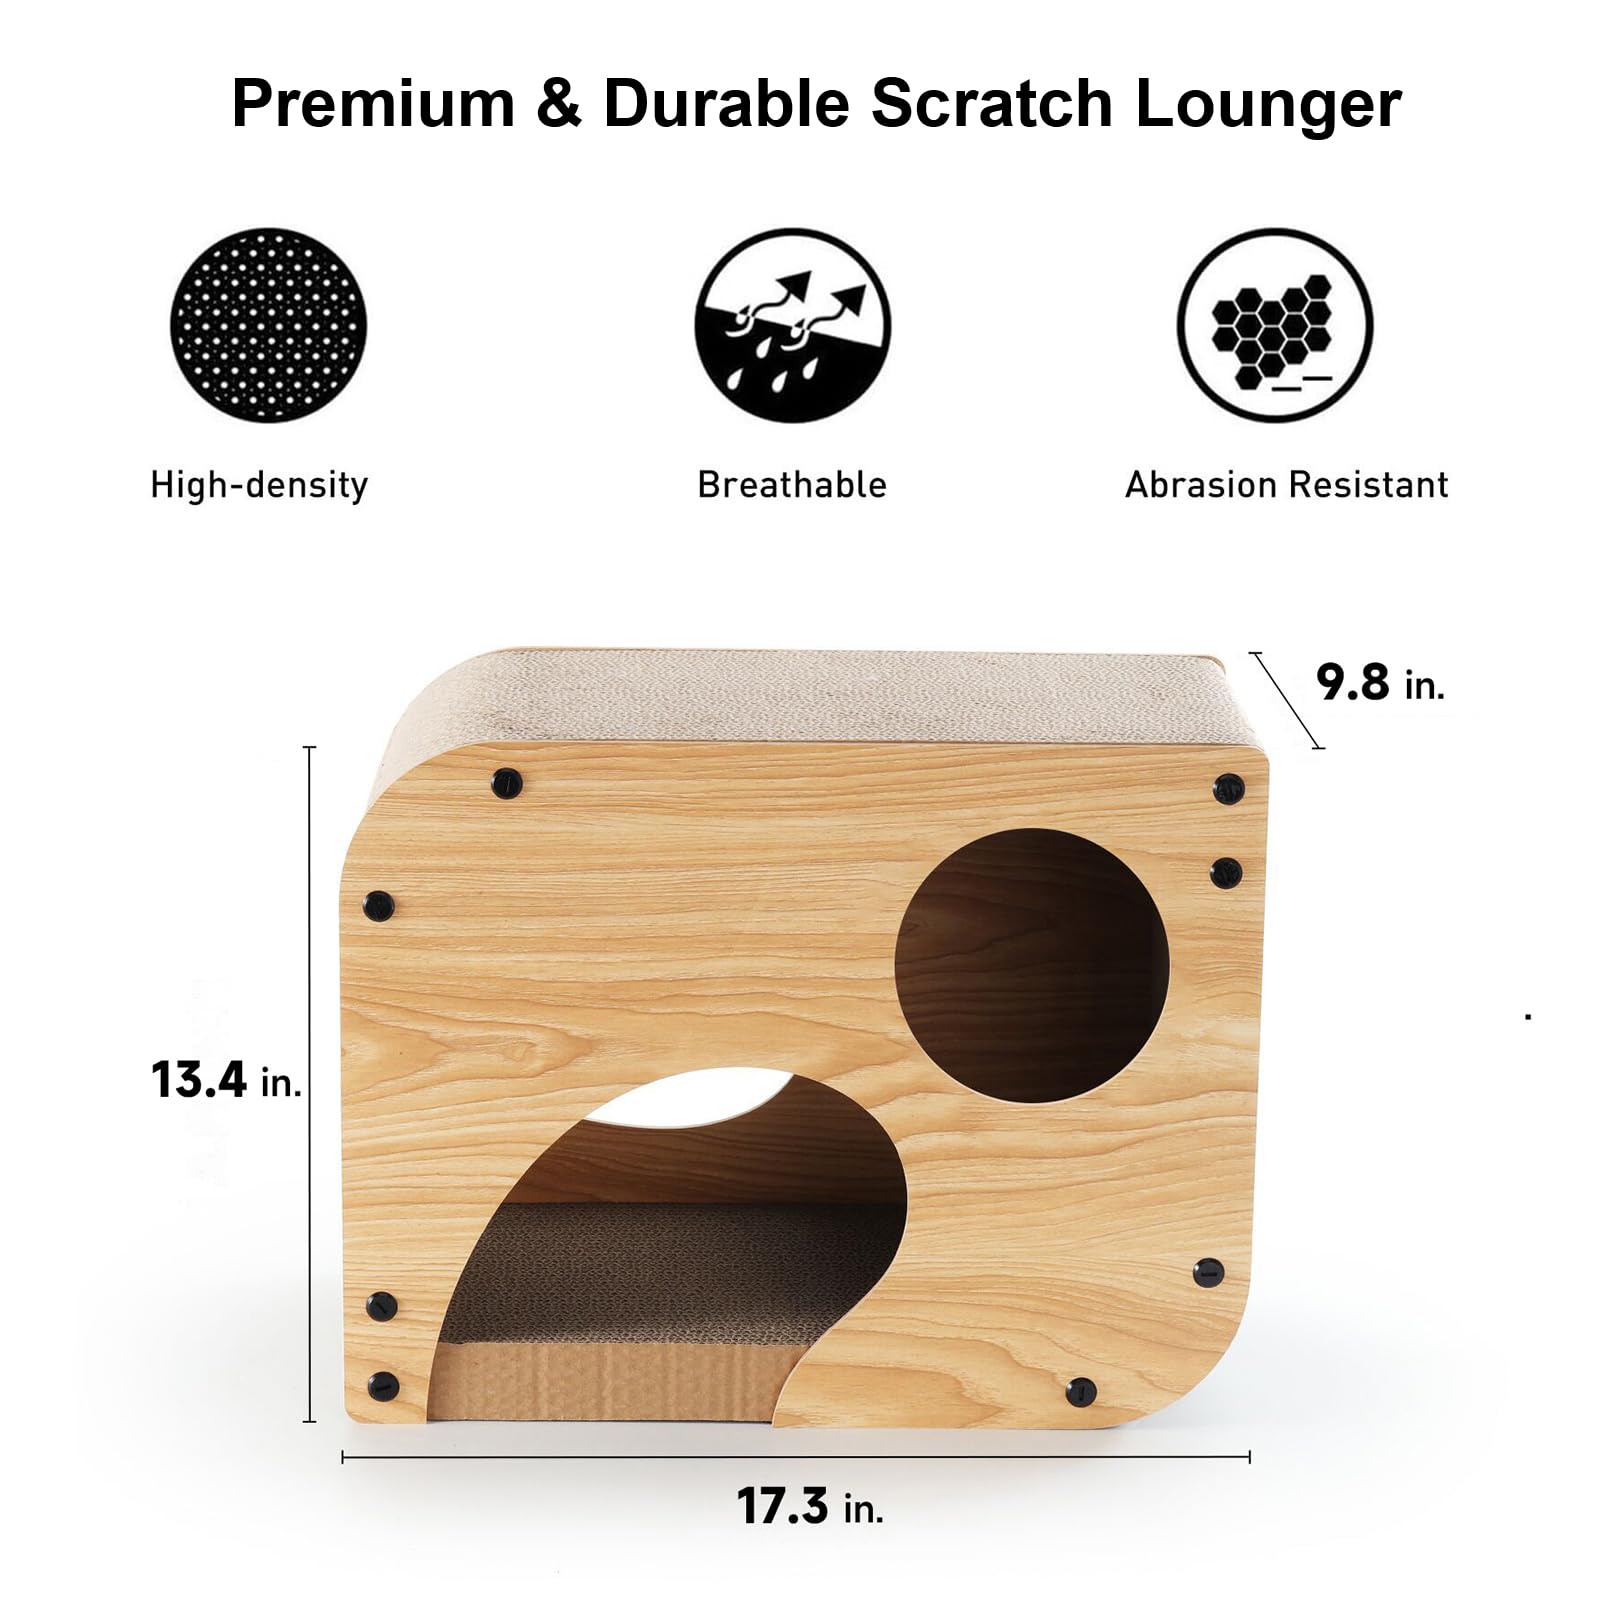 Premium & Durable Scratch Lounger
High-density
Breathable
Abrasion Resistant
9.8 in.
13.4 in.
17.3 in.